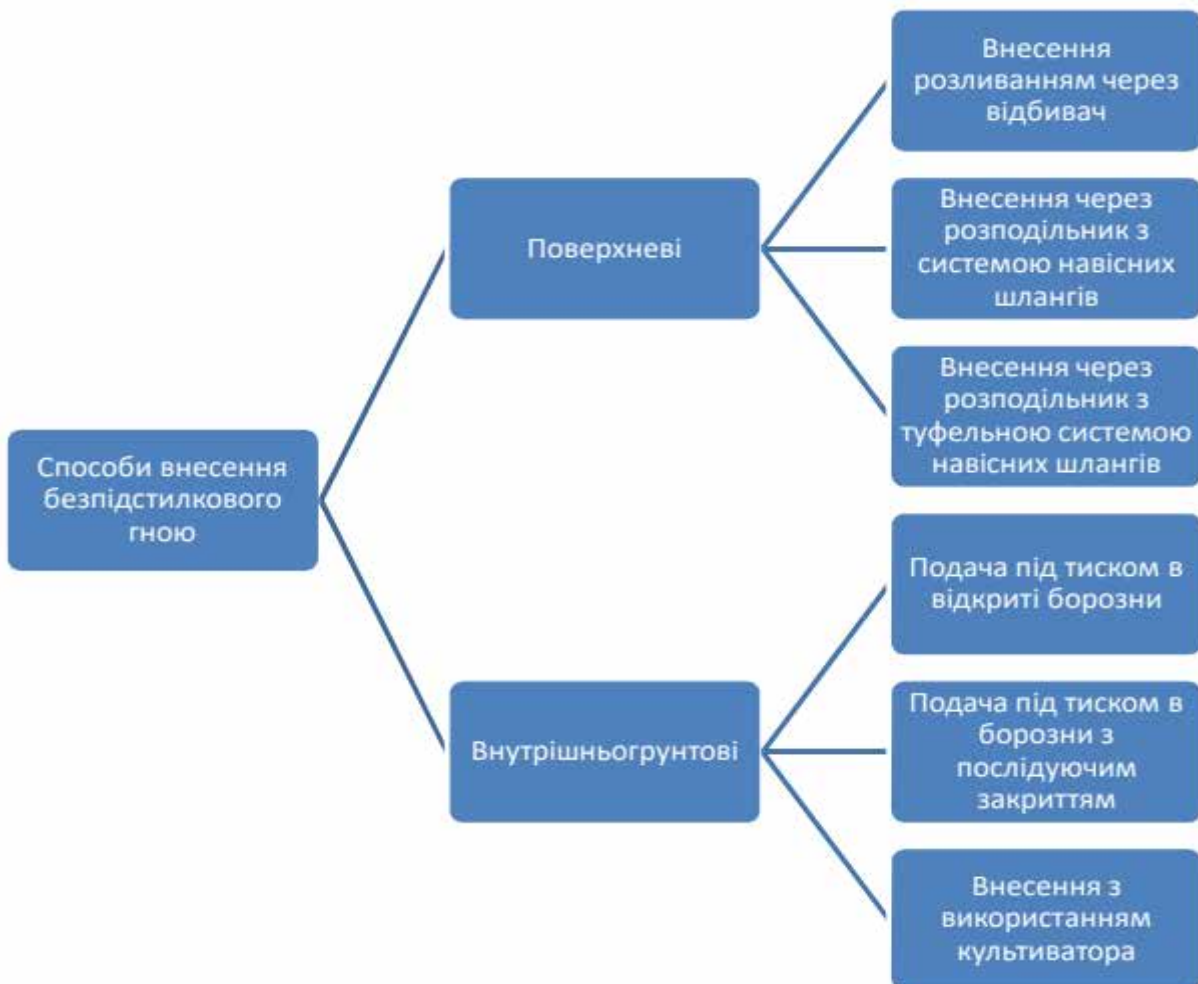 Способи внесення
безпідстилкового
гною
Поверхневі
Внесення
розливанням через
відбивач
Внесення через
розподільник з
системою навісних
шлангів
Внесення через
розподільник з
туфельною системою
навісних шлангів
Внутрішньогрунтові
Подача під тиском в
відкриті борозни
Подача під тиском в
борозни з
послідуючим
закриттям
Внесення з
використанням
культиватора